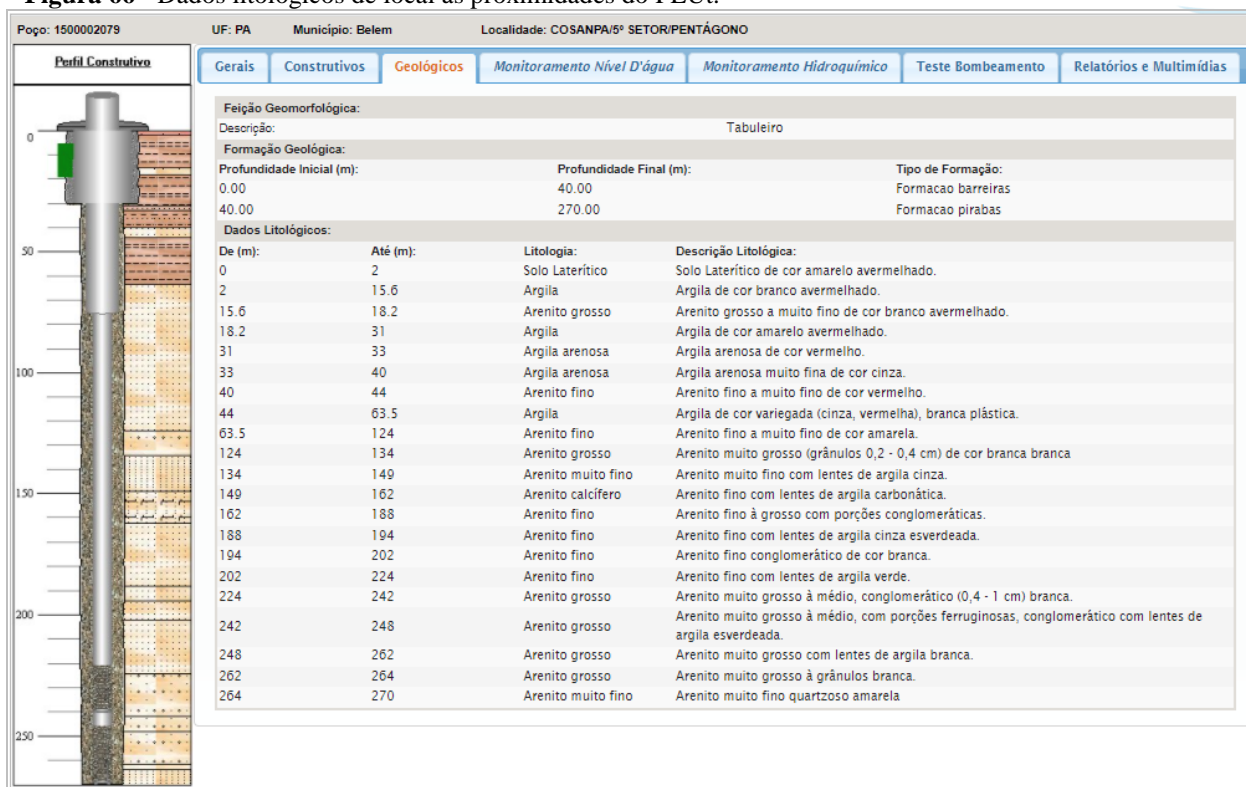 Figura 66 - Dados litológicos de local às proximidades do PEUt.
Poço: 1500002079 UF: PA Município: Belem Localidade: COSANPA/5º SETOR/PENTÁGONO
Perfil Construtivo
Gerais Construtivos Geológicos Monitoramento Nível D'água Monitoramento Hidroquímico Teste Bombeamento Relatórios e Multimídias
Feição Geomorfológica:
Descrição: Tabuleiro
Formação Geológica:
Profundidade Inicial (m): Profundidade Final (m): Tipo de Formação:
0.00 40.00 Formacao barreiras
40.00 270.00 Formacao pirabas
Dados Litológicos:
De (m): Até (m): Litologia: Descrição Litológica:
0 2 Solo Laterítico Solo Laterítico de cor amarelo avermelhado.
2 15.6 Argila Argila de cor branco avermelhado.
15.6 18.2 Arenito grosso Arenito grosso a muito fino de cor branco avermelhado.
18.2 31 Argila Argila de cor amarelo avermelhado.
31 33 Argila arenosa Argila arenosa de cor vermelho.
33 40 Argila arenosa Argila arenosa muito fina de cor cinza.
40 44 Arenito fino Arenito fino a muito fino de cor vermelho.
44 63.5 Argila Argila de cor variegada (cinza, vermelha), branca plástica.
63.5 124 Arenito fino Arenito fino a muito fino de cor amarela.
124 134 Arenito grosso Arenito muito grosso (grânulos 0,2 - 0,4 cm) de cor branca branca
134 149 Arenito muito fino Arenito muito fino com lentes de argila cinza.
149 162 Arenito calcífero Arenito fino com lentes de argila carbonática.
162 188 Arenito fino Arenito fino à grosso com porções conglomeráticas.
188 194 Arenito fino Arenito fino com lentes de argila cinza esverdeada.
194 202 Arenito fino Arenito fino conglomerático de cor branca.
202 224 Arenito fino Arenito fino com lentes de argila verde.
224 242 Arenito grosso Arenito muito grosso à médio, conglomerático (0,4 - 1 cm) branca.
242 248 Arenito grosso Arenito muito grosso à médio, com porções ferruginosas, conglomerático com lentes de
argila esverdeada.
248 262 Arenito grosso Arenito muito grosso com lentes de argila branca.
262 264 Arenito grosso Arenito muito grosso à grânulos branca.
264 270 Arenito muito fino Arenito muito fino quartzoso amarela
0
50
100
150
200
250